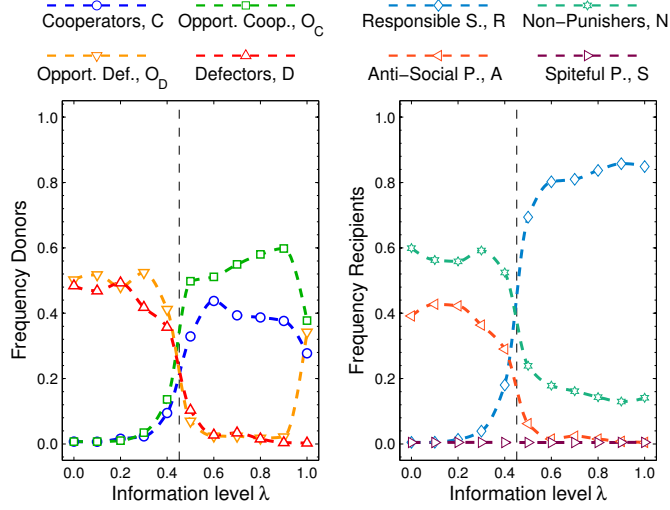 Cooperators, C
Opport. Coop., O_C
Opport. Def., O_D
Defectors, D
Responsible S., R
Non−Punishers, N
Anti−Social P., A
Spiteful P., S
Frequency Donors
1.0
0.8
0.6
0.4
0.2
0.0
0.0 0.2 0.4 0.6 0.8 1.0
Information level λ
Frequency Recipients
1.0
0.8
0.6
0.4
0.2
0.0
0.0 0.2 0.4 0.6 0.8 1.0
Information level λ